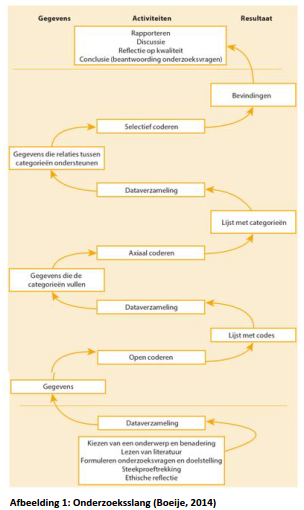 Gegevens
Activiteiten
Resultaat
Rapporteren
Discussie
Reflectie op kwaliteit
Conclusie (beantwoording onderzoeksvragen)
Bevindingen
Selectief coderen
Gegevens die relaties tussen
categorieën ondersteunen
Dataverzameling
Lijst met categorieën
Axiaal coderen
Gegevens die de
categorieën vullen
Dataverzameling
Lijst met codes
Open coderen
Gegevens
Dataverzameling
Kiezen van een onderwerp en benadering
Lezen van literatuur
Formuleren onderzoeksvragen en doelstelling
Steekproeftrekking
Ethische reflectie
Afbeelding 1: Onderzoeksslang (Boeije, 2014)